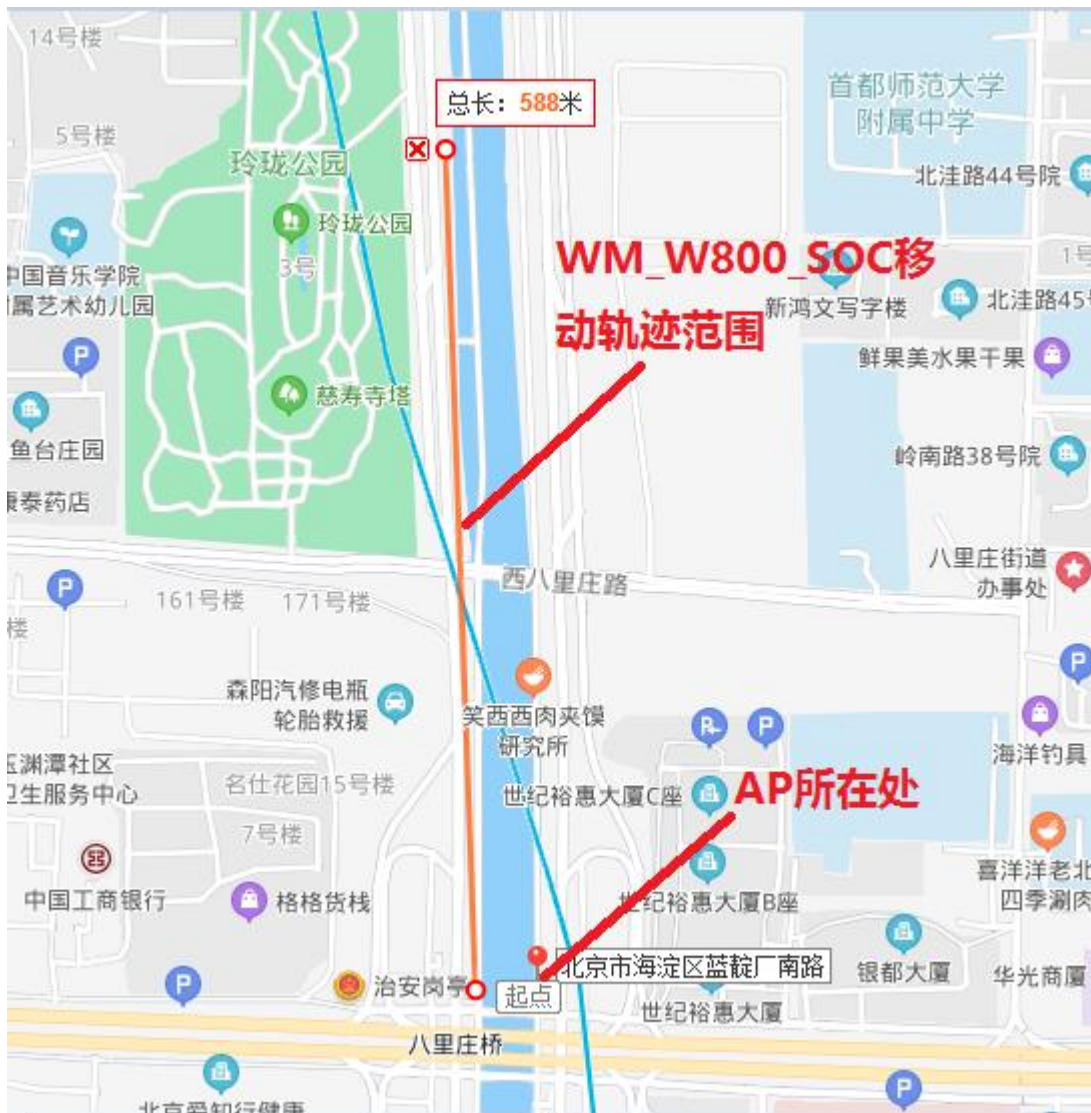 14号楼
总长：588米
首都师范大学
附属中学
5号楼
玲珑公园
北洼路44号院
玲珑公园
3号
1号
中国音乐学院
属艺术幼儿园
WM_W800_SOC移
动轨迹范围
新鸿文写字楼
北洼路45号
P
鲜果美水果干果
慈寿寺塔
鱼台庄园
岭南路38号院
康泰药店
八里庄街道
办事处
P
西八里庄路
161号楼
171号楼
楼
P
森阳汽修电瓶
轮胎救援
笑西西肉夹馍
研究所
P
P
海洋钓具
玉渊潭社区
卫生服务中心
名仕花园15号楼
世纪裕惠大厦C座
AP所在处
7号楼
喜洋洋老北
四季涮肉
中国工商银行
格格货栈
世纪裕惠大厦B座
北京市海淀区蓝靛厂南路
银都大厦
华光商厦
P
治安岗亭
起点
世纪裕惠大厦
八里庄桥
P
北京爱知行健康